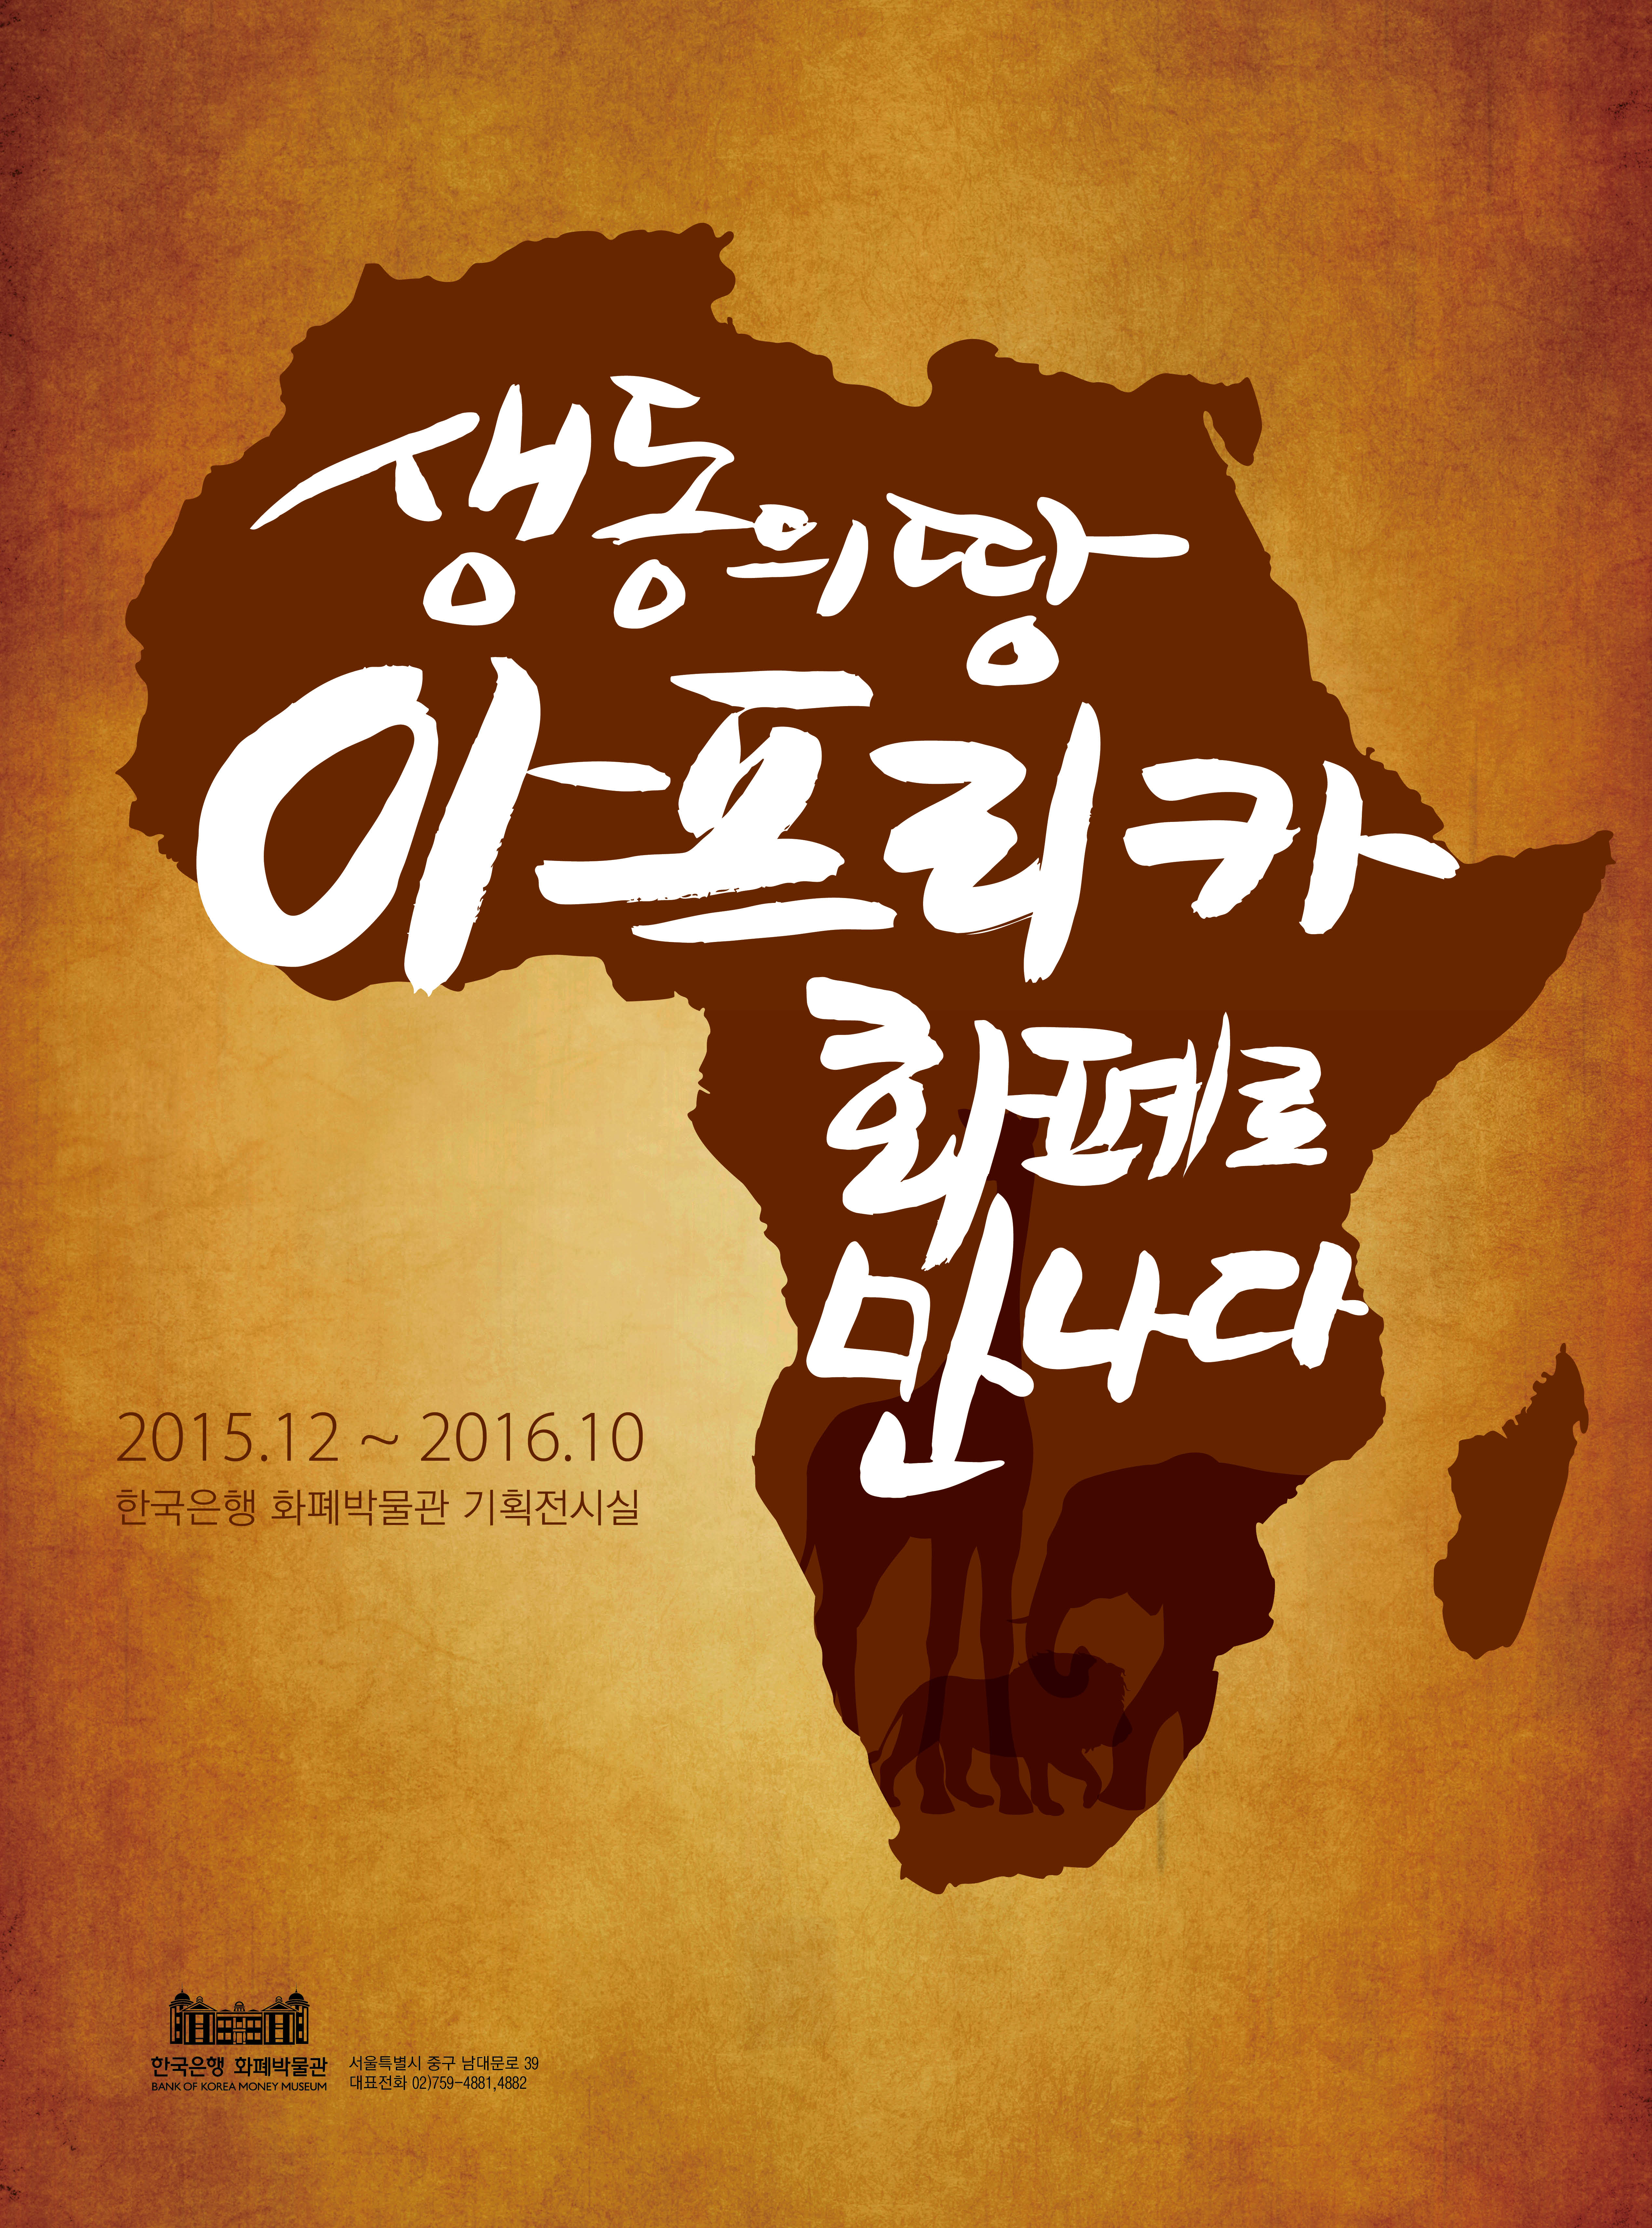 생동의 땅
아프리카
화폐로
만나다
2015.12 ~ 2016.10
한국은행 화폐박물관 기획전시실
한국은행 화폐박물관
BANK OF KOREA MONEY MUSEUM
서울특별시 중구 남대문로 39
대표전화 02)759-4881,4882